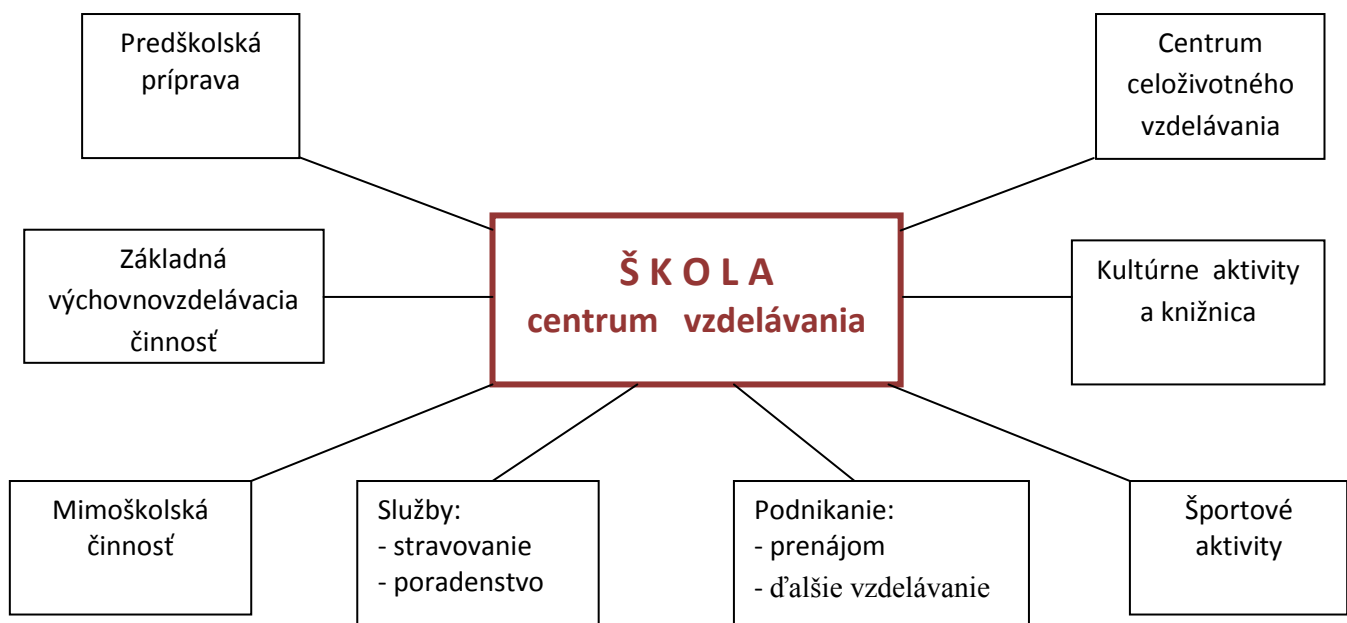 Predškolská
príprava
Centrum
celoživotného
vzdelávania
Základná
výchovnovzdelávacia
činnosť
Š K O L A
centrum vzdelávania
Kultúrne aktivity
a knižnica
Mimoškolská
činnosť
Služby:
- stravovanie
- poradenstvo
Podnikanie:
- prenájom
- ďalšie vzdelávanie
Športové
aktivity